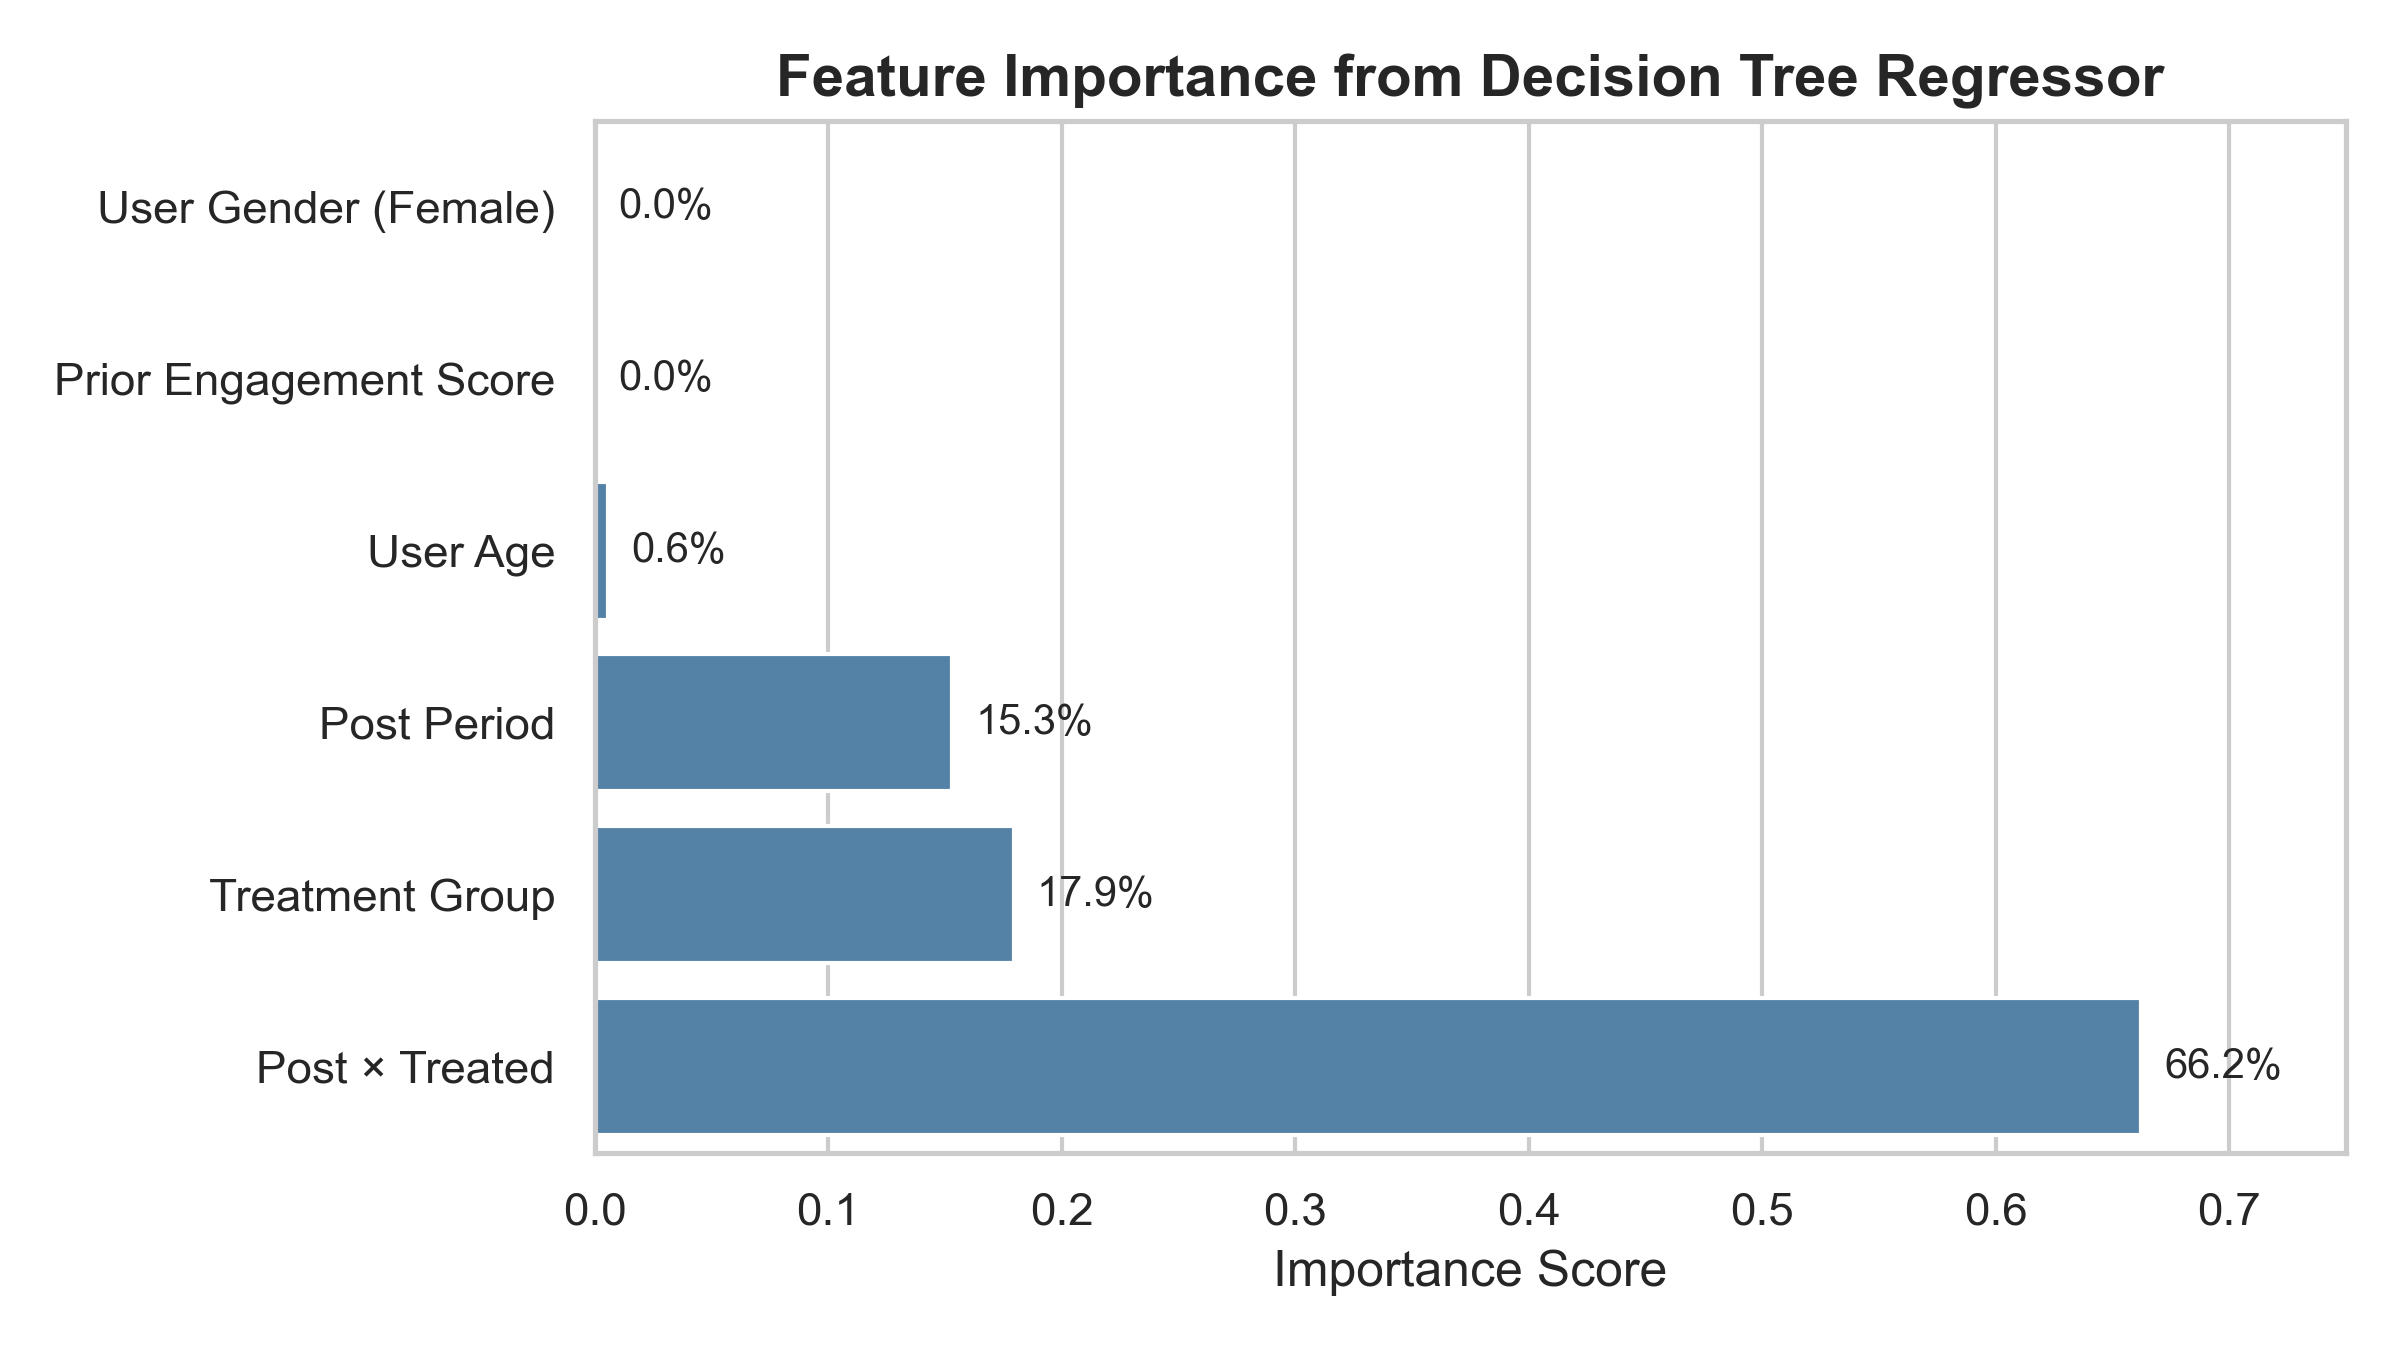 Feature Importance from Decision Tree Regressor
User Gender (Female) 0.0%
Prior Engagement Score 0.0%
User Age 0.6%
Post Period 15.3%
Treatment Group 17.9%
Post × Treated 66.2%
0.0 0.1 0.2 0.3 0.4 0.5 0.6 0.7
Importance Score